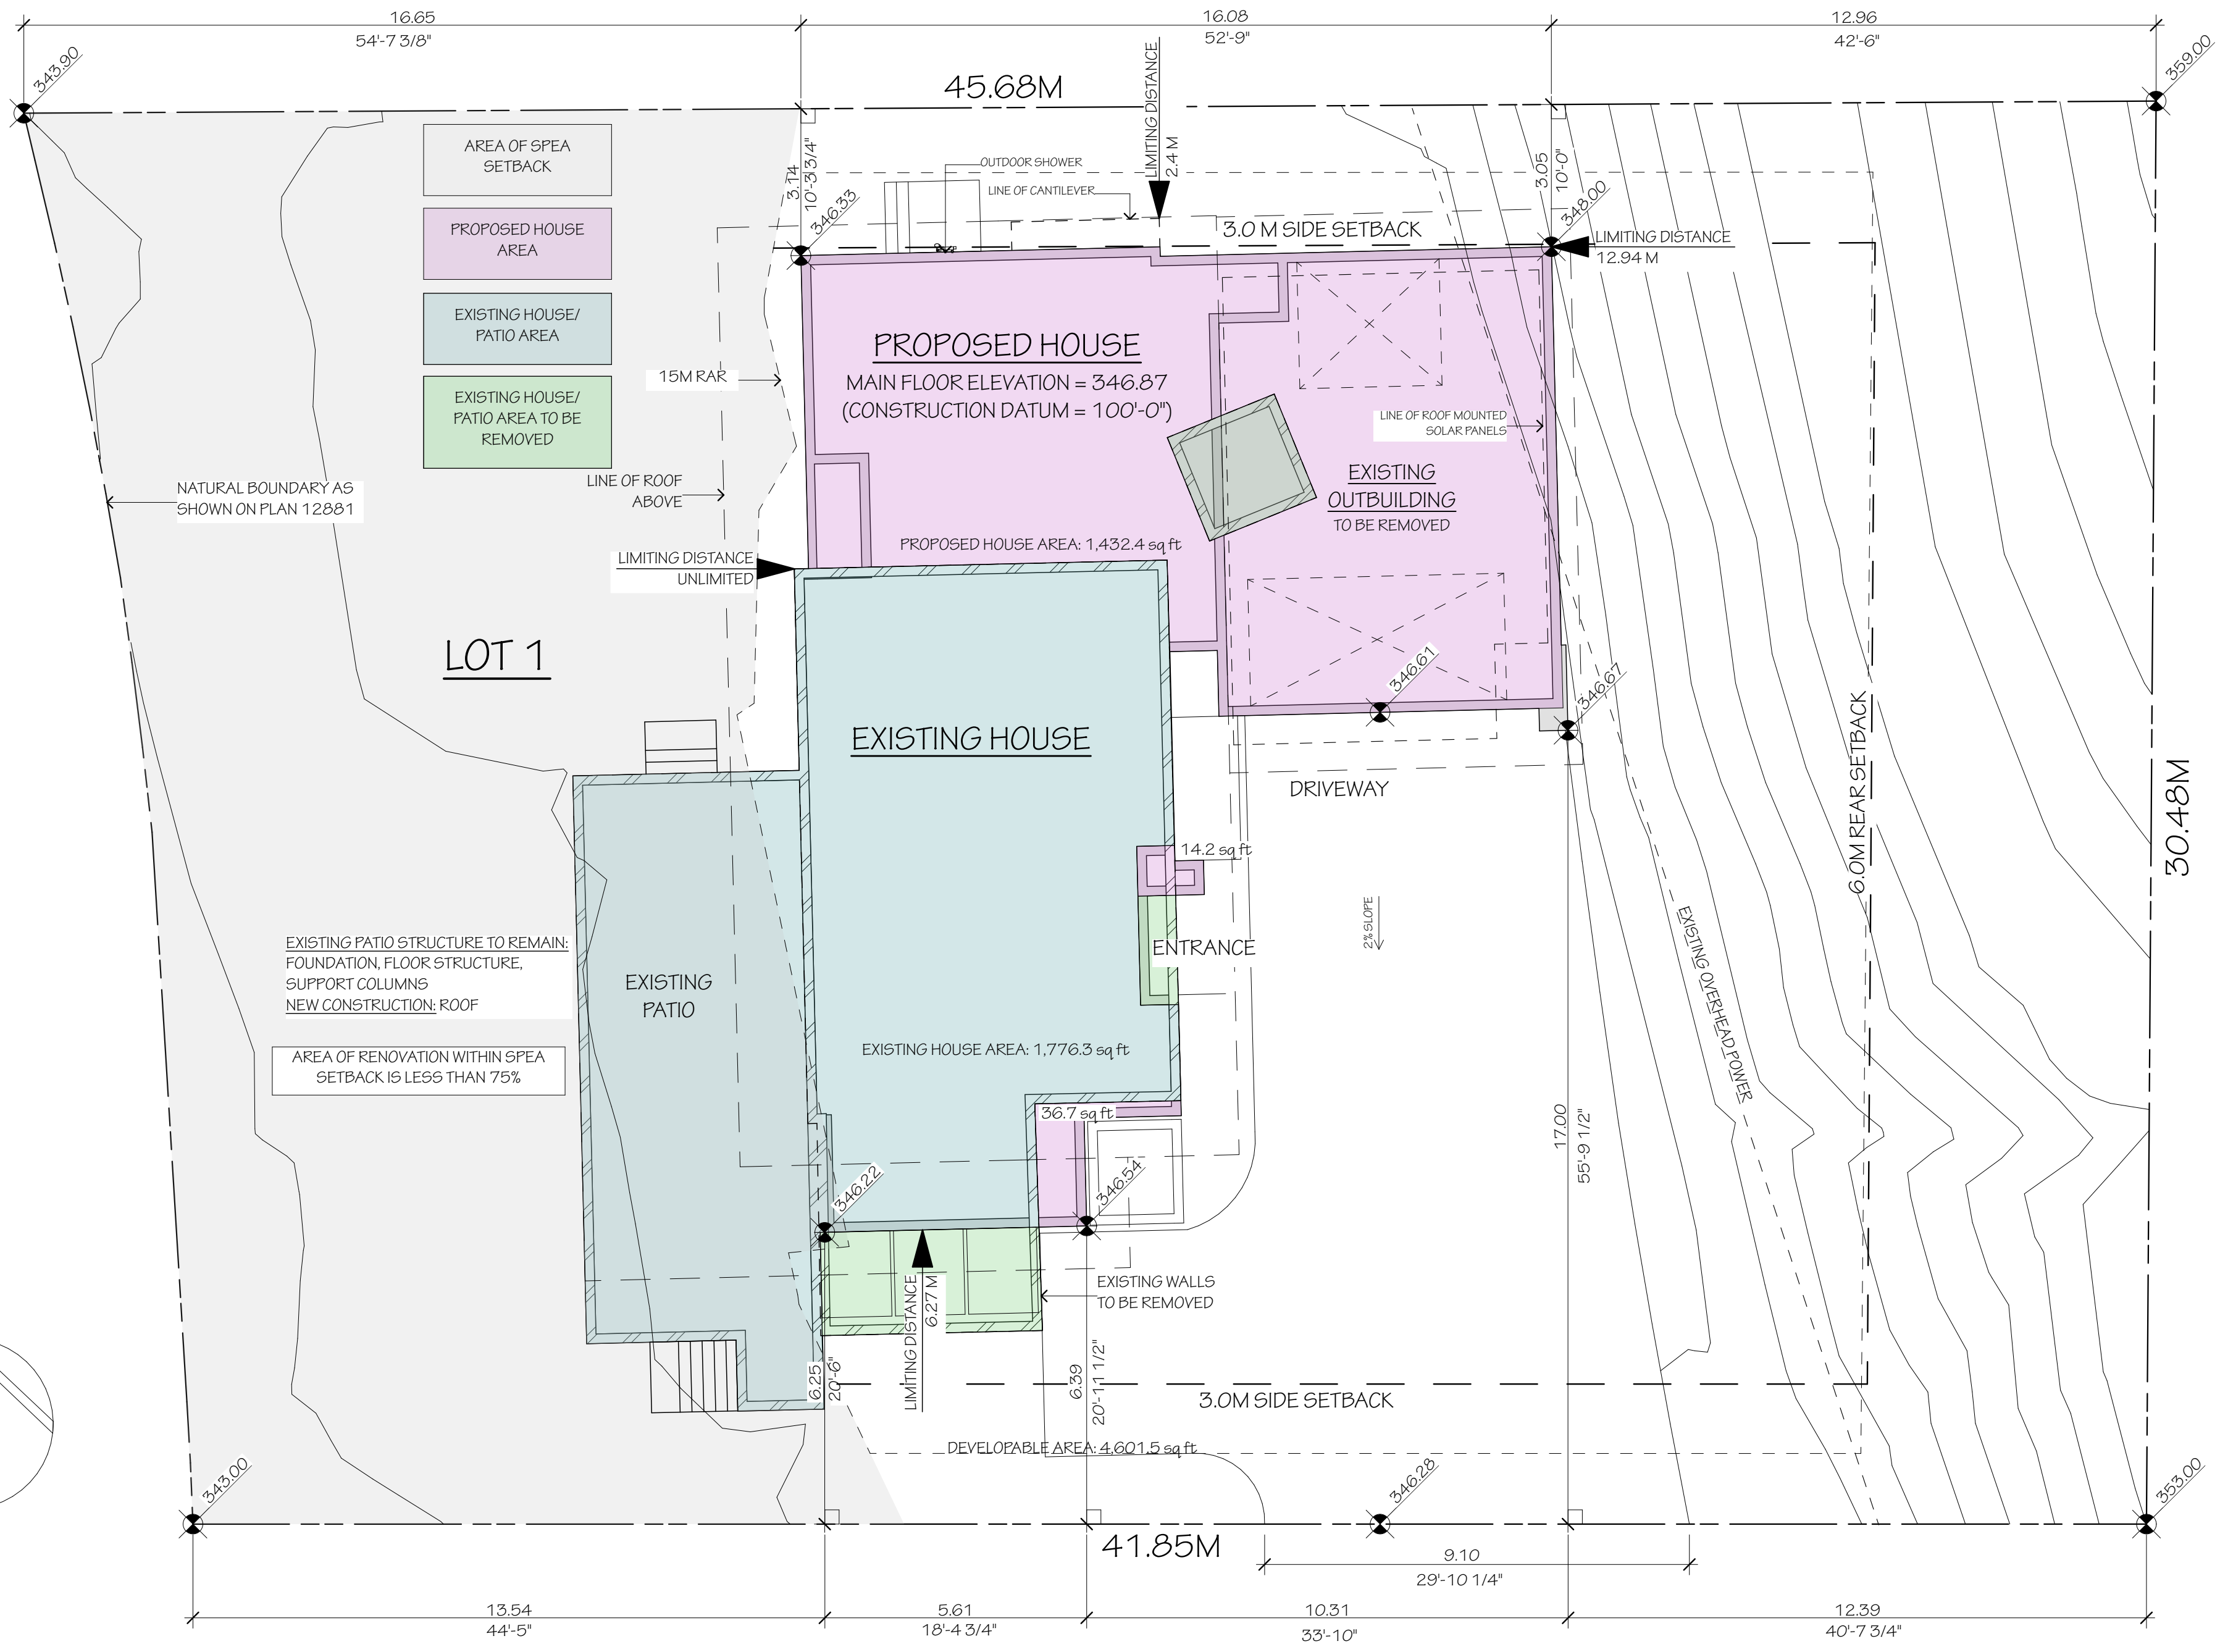 16.65
54'-7 3/8"
16.08
52'-9"
12.96
42'-6"
343.90
359.00
45.68M
LIMITING DISTANCE
2.4 M
AREA OF SPEA
SETBACK
PROPOSED HOUSE
AREA
EXISTING HOUSE/
PATIO AREA
EXISTING HOUSE/
PATIO AREA TO BE
REMOVED
3.14
10'-3 3/4"
346.33
OUTDOOR SHOWER
LINE OF CANTILEVER
3.05
10'-0"
348.00
3.0 M SIDE SETBACK
LIMITING DISTANCE
12.94 M
PROPOSED HOUSE
MAIN FLOOR ELEVATION = 346.87
(CONSTRUCTION DATUM = 100'-0")
15M RAR
LINE OF ROOF MOUNTED
SOLAR PANELS
EXISTING
OUTBUILDING
TO BE REMOVED
LINE OF ROOF
ABOVE
NATURAL BOUNDARY AS
SHOWN ON PLAN 12881
PROPOSED HOUSE AREA: 1,432.4 sq ft
LIMITING DISTANCE
UNLIMITED
LOT 1
346.61
346.67
EXISTING HOUSE
DRIVEWAY
6.0M REAR SETBACK
30.48M
14.2 sq ft
2% SLOPE
ENTRANCE
EXISTING OVERHEAD POWER
EXISTING PATIO STRUCTURE TO REMAIN:
FOUNDATION, FLOOR STRUCTURE,
SUPPORT COLUMNS
NEW CONSTRUCTION: ROOF
EXISTING
PATIO
EXISTING HOUSE AREA: 1,776.3 sq ft
AREA OF RENOVATION WITHIN SPEA
SETBACK IS LESS THAN 75%
36.7 sq ft
17.00
55'-9 1/2"
346.22
346.54
LIMITING DISTANCE
6.27 M
EXISTING WALLS
TO BE REMOVED
6.25
20'-6"
6.39
20'-11 1/2"
3.0M SIDE SETBACK
DEVELOPABLE AREA: 4,601.5 sq ft
343.00
346.28
353.00
41.85M
9.10
29'-10 1/4"
13.54
44'-5"
5.61
18'-4 3/4"
10.31
33'-10"
12.39
40'-7 3/4"